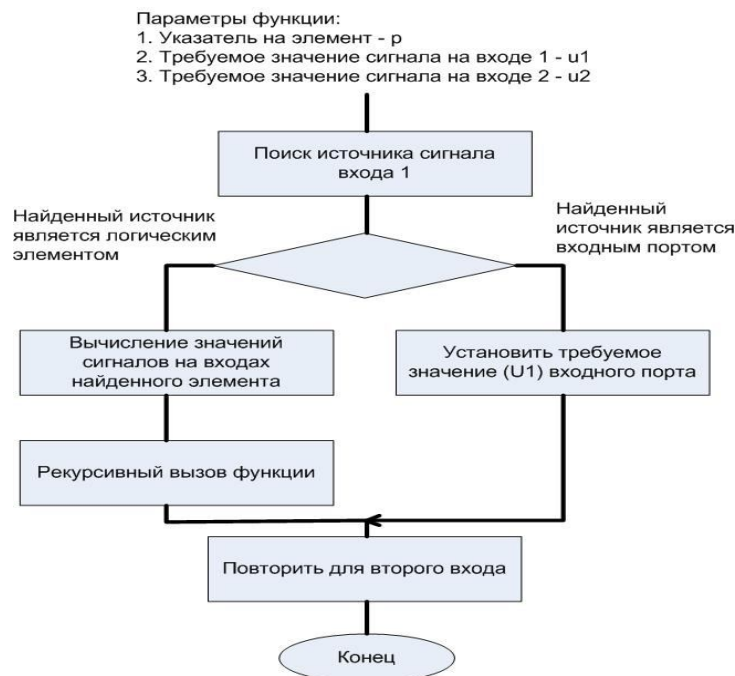 Параметры функции:
1. Указатель на элемент - p
2. Требуемое значение сигнала на входе 1 - u1
3. Требуемое значение сигнала на входе 2 - u2
Поиск источника сигнала
входа 1
Найденный источник
является логическим
элементом
Найденный
источник является
входным портом
Вычисление значений
сигналов на входах
найденного элемента
Установить требуемое
значение (U1) входного порта
Рекурсивный вызов функции
Повторить для второго входа
Конец